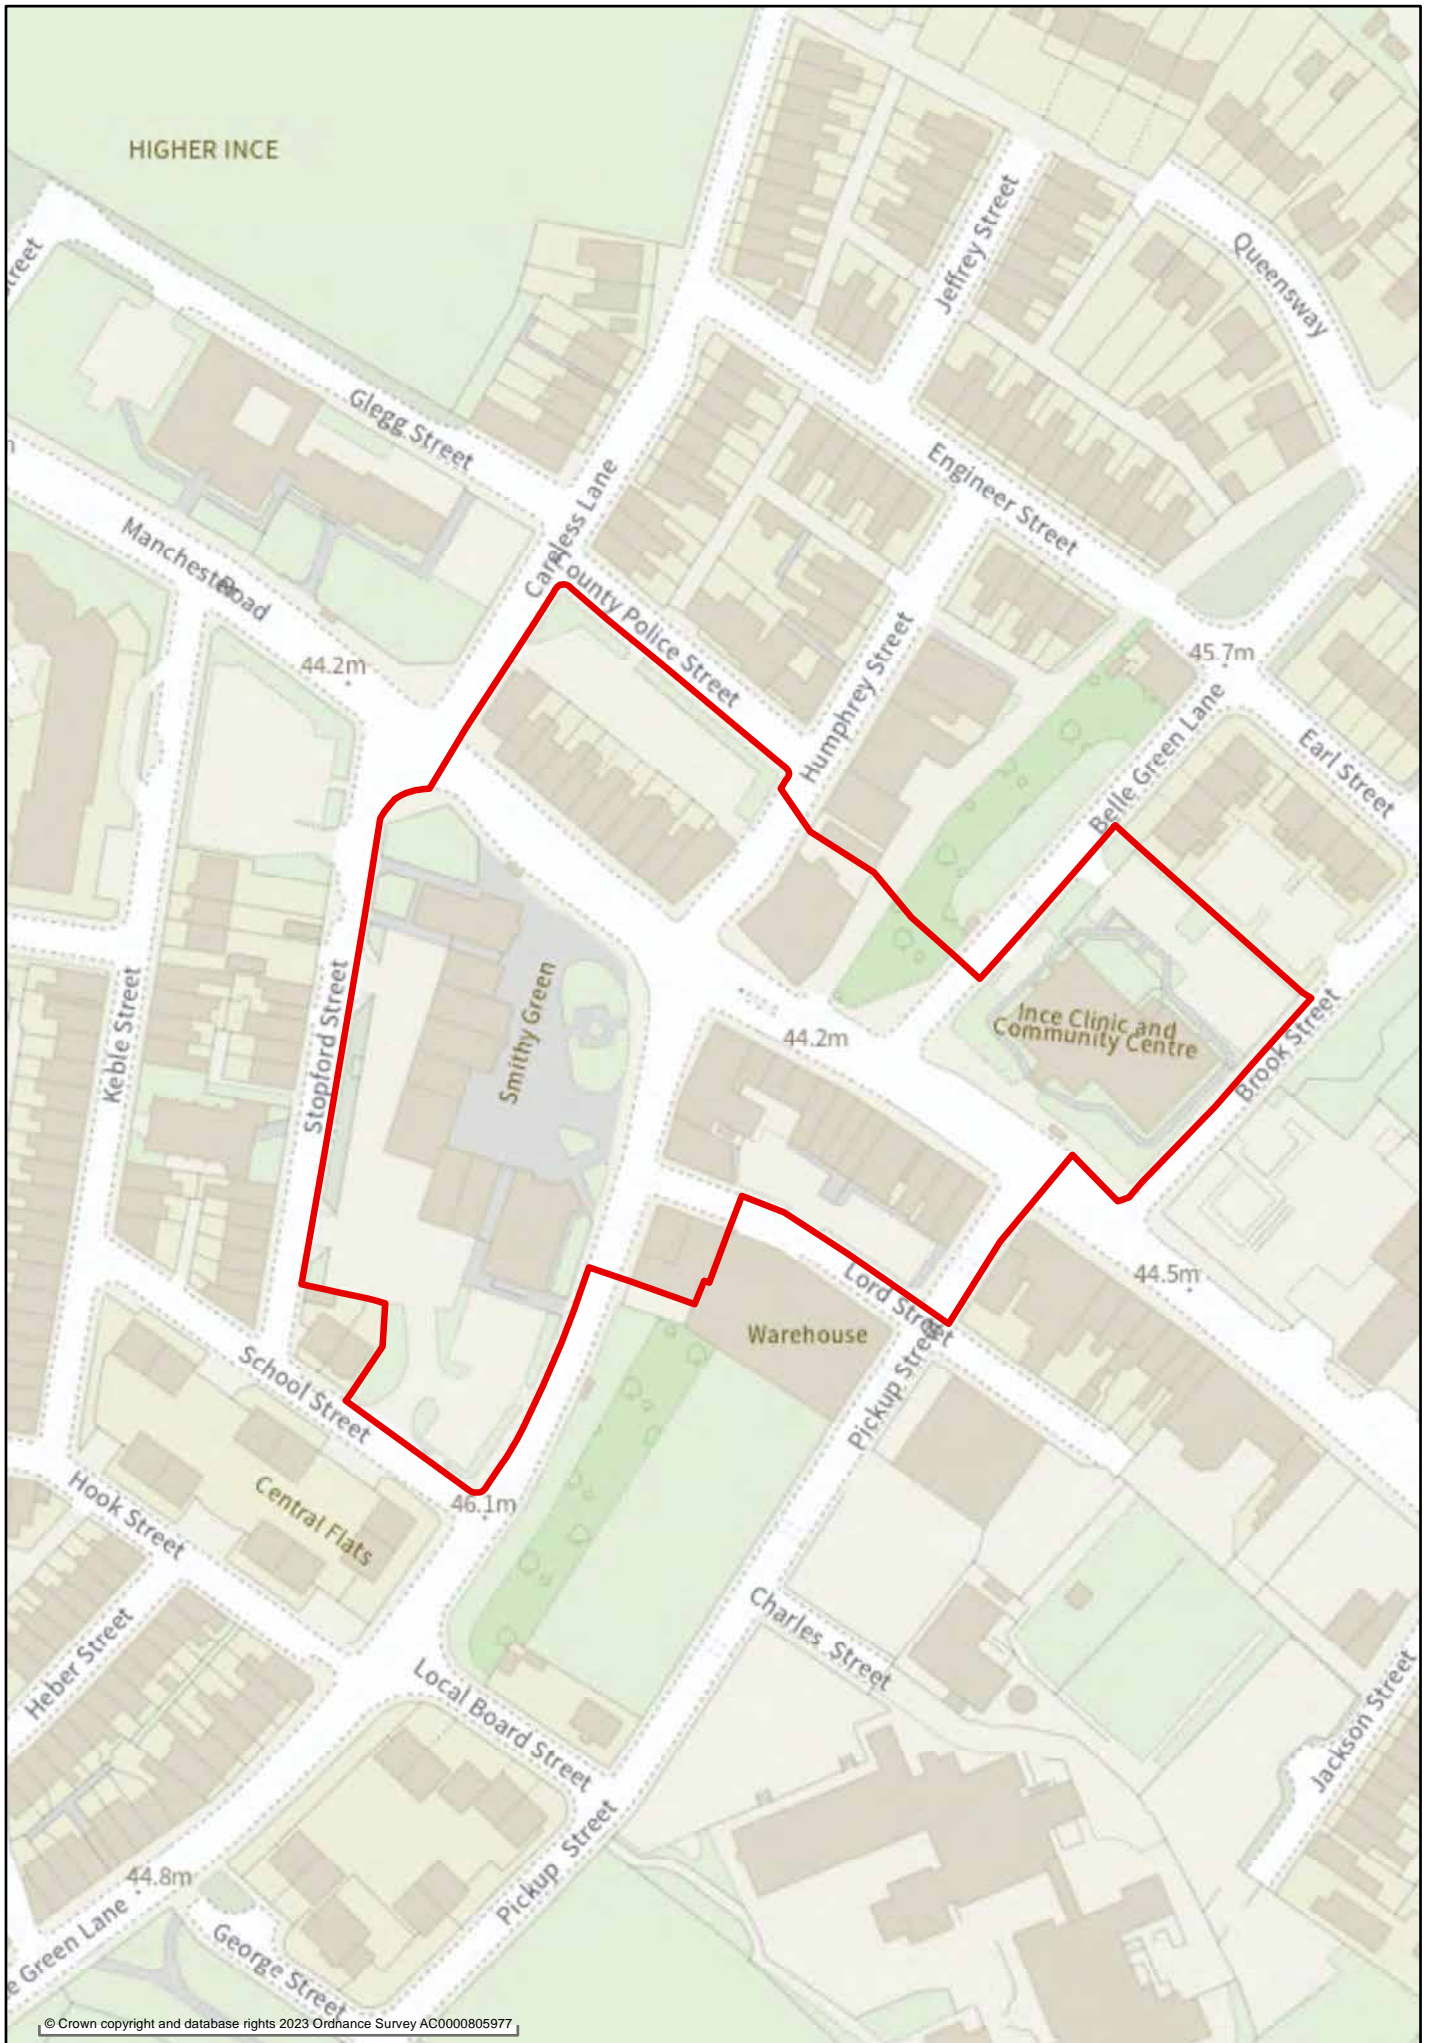 HIGHER INCE
Jeffrey Street
Queensway
Glegg Street
Careless Lane
Engineer Street
Manchester Road
County Police Street
44.2m
Humphrey Street
45.7m
Belle Green Lane
Earl Street
Keble Street
Stopford Street
Smithy Green
44.2m
Ince Clinic and
Community Centre
Brook Street
44.5m
Lord Street
Warehouse
School Street
Pickup Street
46.1m
Central Flats
Hook Street
Charles Street
Heber Street
Local Board Street
Jackson Street
Pickup Street
44.8m
e Green Lane
George Street
© Crown copyright and database rights 2023 Ordnance Survey AC0000805977